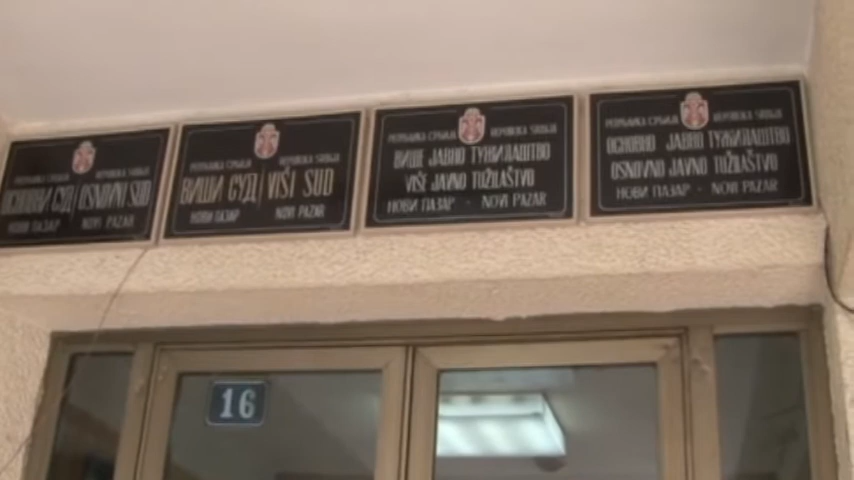 РЕПУБЛИКА СРБИЈА REPUBLIKA SRBIJA
ОСНОВНИ СУД | OSNOVNI SUD
НОВИ ПАЗАР NOVI PAZAR
РЕПУБЛИКА СРБИЈА REPUBLIKA SRBIJA
ВИШИ СУД | VIŠI SUD
НОВИ ПАЗАР NOVI PAZAR
РЕПУБЛИКА СРБИЈА REPUBLIKA SRBIJA
ВИШЕ ЈАВНО ТУЖИЛАШТВО
VIŠE JAVNO TUŽILAŠTVO
НОВИ ПАЗАР - NOVI PAZAR
РЕПУБЛИКА СРБИЈА REPUBLIKA SRBIJA
ОСНОВНО ЈАВНО ТУЖИЛАШТВО
OSNOVNO JAVNO TUŽILAŠTVO
НОВИ ПАЗАР - NOVI PAZAR
16